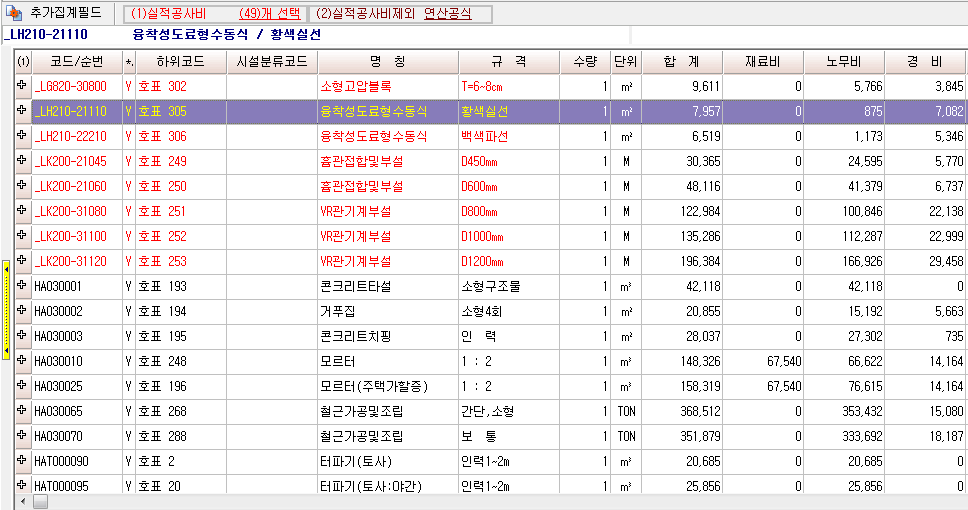 추가집계필드 (1)실적공사비 (49)개 선택 (2)실적공사비제외 연산공식
_LH210-21110 융착성도료형수동식 / 황색실선
(1) 코드/순번 *. 하위코드 시설분류코드 명 칭 규 격 수량 단위 합 계 재료비 노무비 경 비
_LG820-30800 Y 호표 302 소형고압블록 T=6~8cm 1 m² 9,611 0 5,766 3,845
_LH210-21110 Y 호표 305 융착성도료형수동식 황색실선 1 m² 7,957 0 875 7,082
_LH210-22210 Y 호표 306 융착성도료형수동식 백색파선 1 m² 6,519 0 1,173 5,346
_LK200-21045 Y 호표 249 흄관접합및부설 D450mm 1 M 30,365 0 24,595 5,770
_LK200-21060 Y 호표 250 흄관접합및부설 D600mm 1 M 48,116 0 41,379 6,737
_LK200-31080 Y 호표 251 VR관기계부설 D800mm 1 M 122,984 0 100,846 22,138
_LK200-31100 Y 호표 252 VR관기계부설 D1000mm 1 M 135,286 0 112,287 22,999
_LK200-31120 Y 호표 253 VR관기계부설 D1200mm 1 M 196,384 0 166,926 29,458
HA030001 Y 호표 193 콘크리트타설 소형구조물 1 m³ 42,118 0 42,118 0
HA030002 Y 호표 194 거푸집 소형4회 1 m² 20,855 0 15,192 5,663
HA030003 Y 호표 195 콘크리트치핑 인 력 1 m² 28,037 0 27,302 735
HA030010 Y 호표 248 모르터 1 : 2 1 m³ 148,326 67,540 66,622 14,164
HA030025 Y 호표 196 모르터(주택가할증) 1 : 2 1 m³ 158,319 67,540 76,615 14,164
HA030065 Y 호표 268 철근가공및조립 간단,소형 1 TON 368,512 0 353,432 15,080
HA030070 Y 호표 288 철근가공및조립 보 통 1 TON 351,879 0 333,692 18,187
HAT000090 Y 호표 2 터파기(토사) 인력1~2m 1 m³ 20,685 0 20,685 0
HAT000095 Y 호표 20 터파기(토사:야간) 인력1~2m 1 m³ 25,856 0 25,856 0